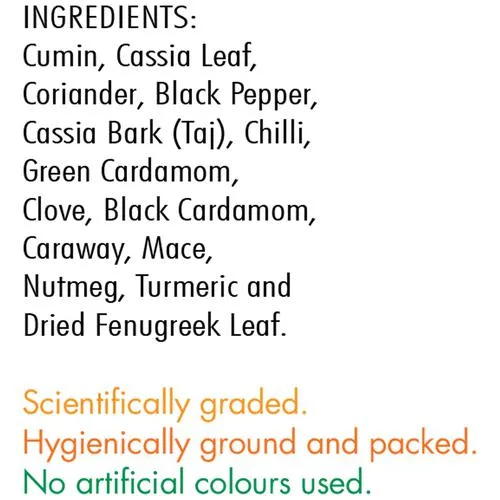 INGREDIENTS:
Cumin, Cassia Leaf,
Coriander, Black Pepper,
Cassia Bark (Taj), Chilli,
Green Cardamom,
Clove, Black Cardamom,
Caraway, Mace,
Nutmeg, Turmeric and
Dried Fenugreek Leaf.
Scientifically graded.
Hygienically ground and packed.
No artificial colours used.